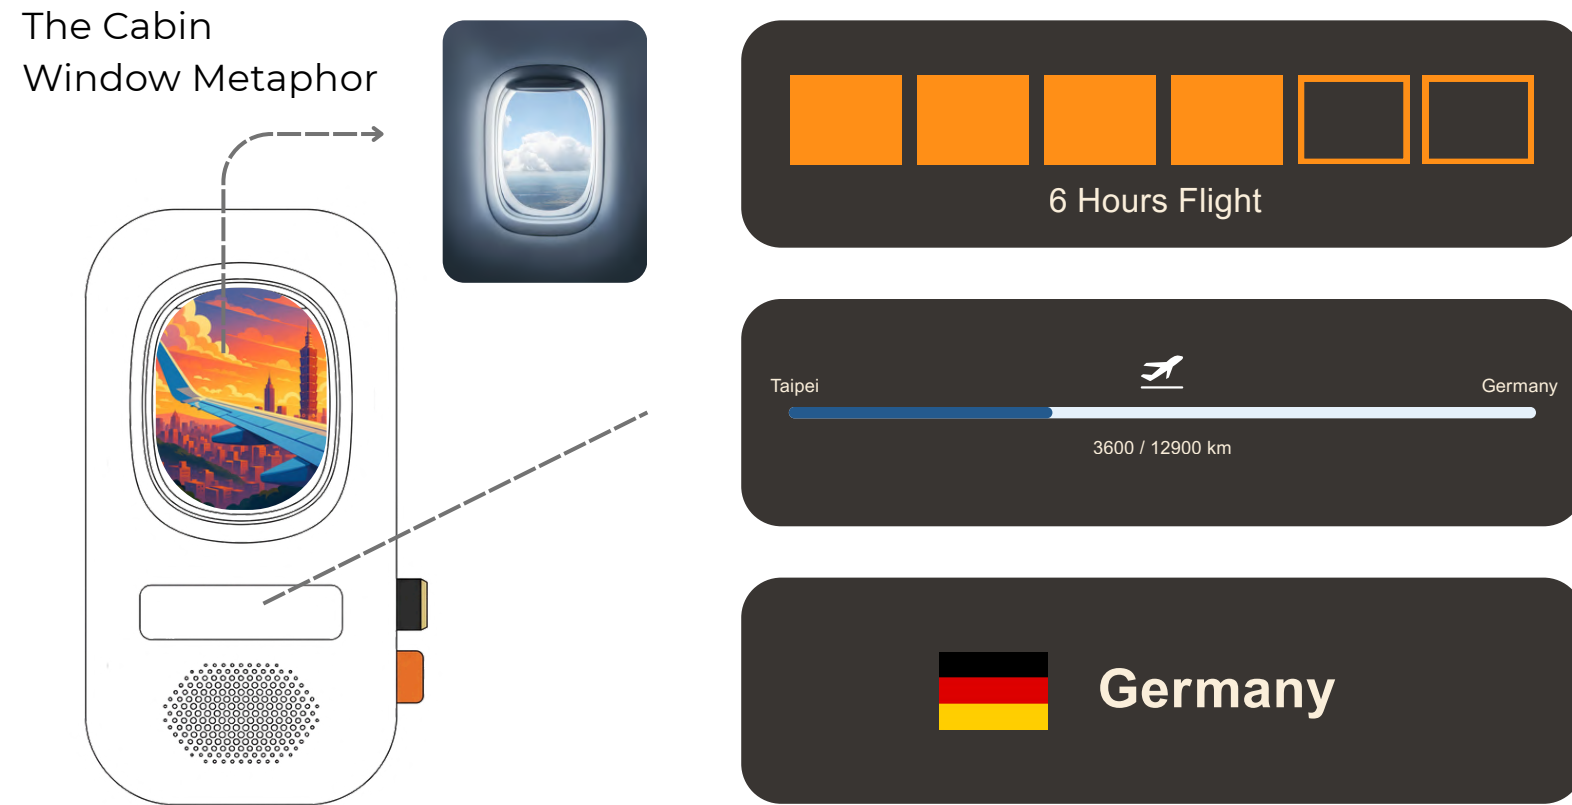 The Cabin
Window Metaphor
6 Hours Flight
Taipei
Germany
3600 / 12900 km
Germany